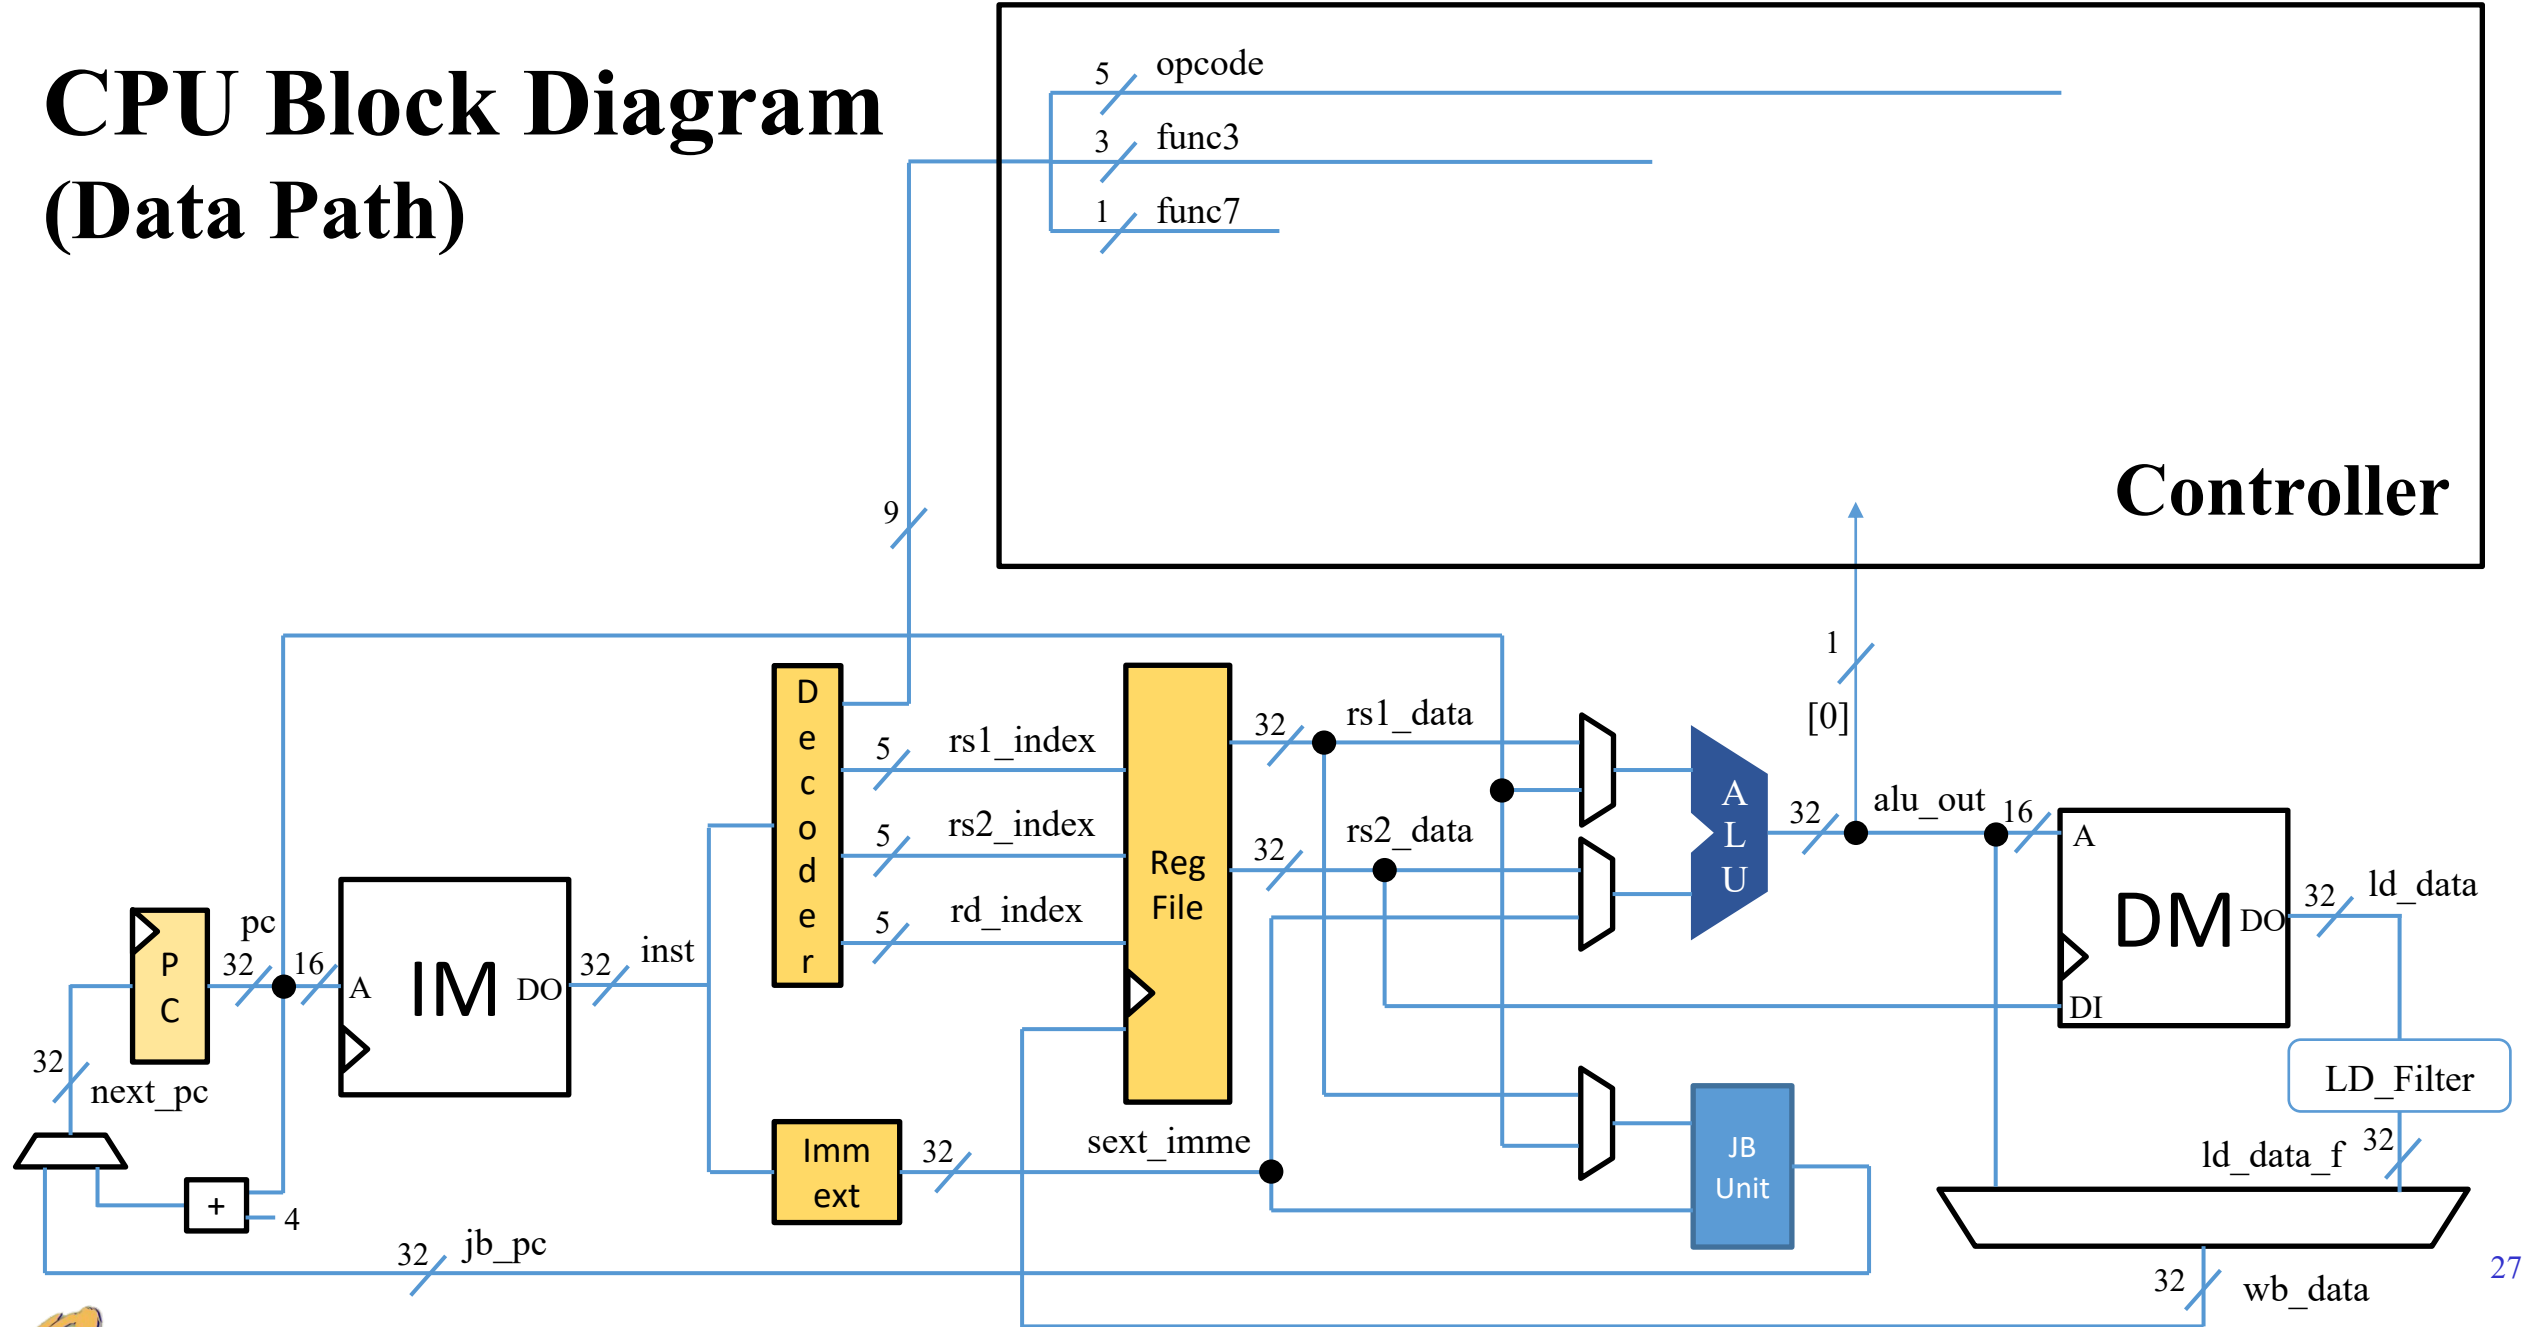 CPU Block Diagram
(Data Path)
5 opcode
3 func3
1 func7
Controller
9
1
[0]
Decoder
5 rs1_index
5 rs2_index
5 rd_index
Reg
File
32 rs1_data
32 rs2_data
ALU
32 alu_out 16
A
DM
DO
DI
32 ld_data
LD_Filter
ld_data_f 32
PC
pc
32
16
A
IM
DO
32 inst
32
next_pc
+
4
Imm
ext
32 sext_imme
JB
Unit
32 jb_pc
32 wb_data
27